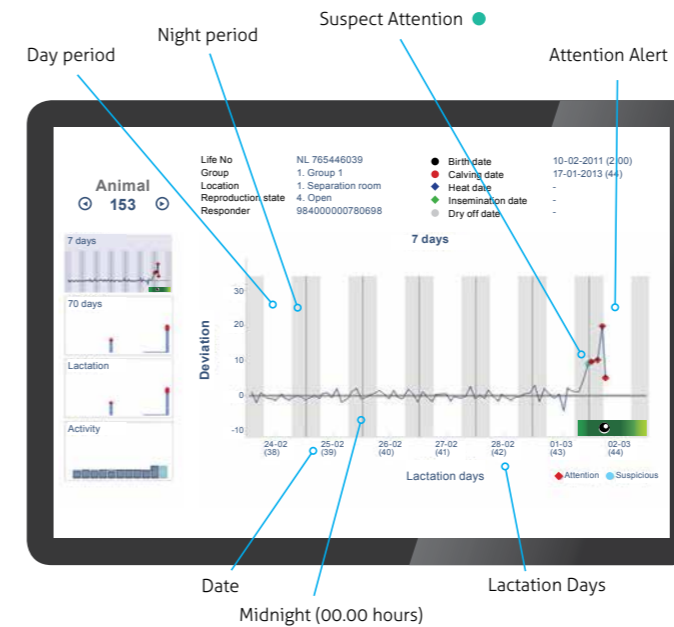 Suspect Attention
Night period
Day period
Attention Alert
Animal
153
Life No NL 765446039
Group 1. Group 1
Location 1. Separation room
Reproduction state 4. Open
Responder 984000000780698
Birth date 10-02-2011 (2.00)
Calving date 17-01-2013 (44)
Heat date -
Insemination date -
Dry off date -
7 days
70 days
Lactation
Activity
7 days
Deviation
30
20
10
0
-10
24-02 25-02 26-02 27-02 28-02 01-03 02-03
(38) (39) (40) (41) (42) (43) (44)
Lactation days
Attention Suspicious
Date
Lactation Days
Midnight (00.00 hours)